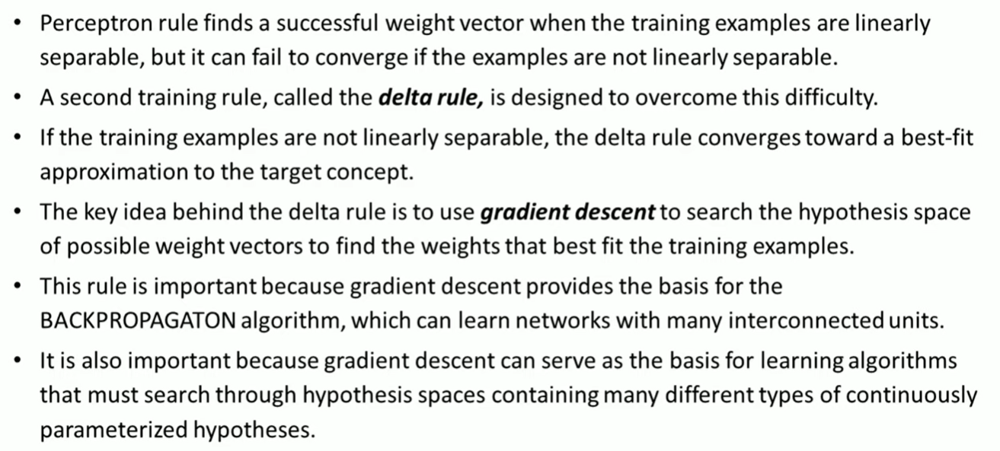 • Perceptron rule finds a successful weight vector when the training examples are linearly
separable, but it can fail to converge if the examples are not linearly separable.
• A second training rule, called the delta rule, is designed to overcome this difficulty.
• If the training examples are not linearly separable, the delta rule converges toward a best-fit
approximation to the target concept.
• The key idea behind the delta rule is to use gradient descent to search the hypothesis space
of possible weight vectors to find the weights that best fit the training examples.
• This rule is important because gradient descent provides the basis for the
BACKPROPAGATON algorithm, which can learn networks with many interconnected units.
• It is also important because gradient descent can serve as the basis for learning algorithms
that must search through hypothesis spaces containing many different types of continuously
parameterized hypotheses.